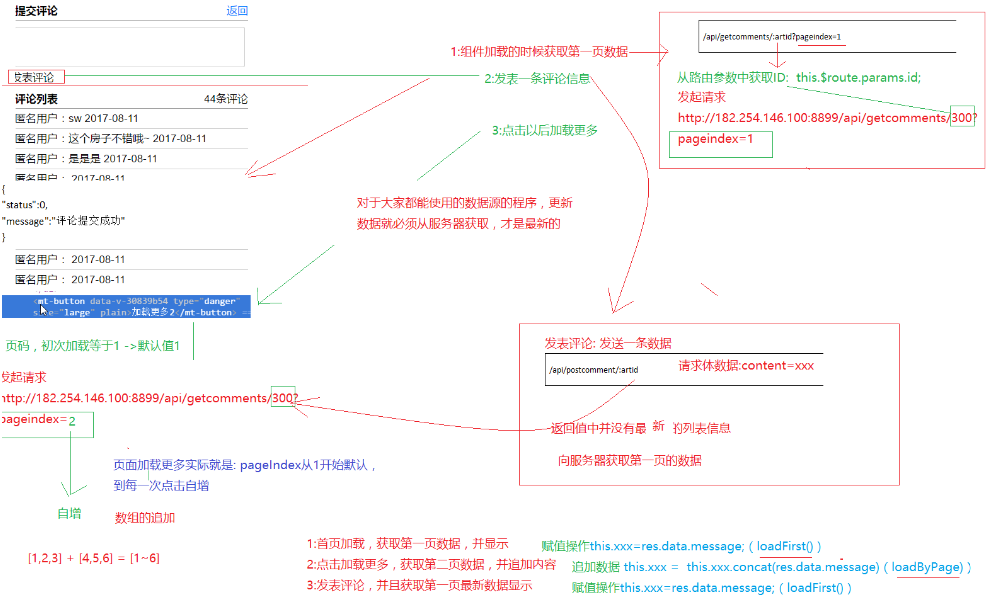 提交评论
返回
发表评论
评论列表
44条评论
匿名用户：sw 2017-08-11
匿名用户：这个房子不错哦~ 2017-08-11
匿名用户：是是是 2017-08-11
匿名用户： 2017-08-11
{
"status":0,
"message":"评论提交成功"
}
匿名用户： 2017-08-11
匿名用户： 2017-08-11
<mt-button data-v-30839b54 type="danger"
size="large" plain>加载更多2</mt-button> ==
页码，初次加载等于1 ->默认值1
发起请求
http://182.254.146.100:8899/api/getcomments/300?
pageindex=2
自增
页面加载更多实际就是: pageIndex从1开始默认，
到每一次点击自增
数组的追加
[1,2,3] + [4,5,6] = [1~6]
1:组件加载的时候获取第一页数据
2:发表一条评论信息
3:点击以后加载更多
对于大家都能使用的数据源的程序，更新
数据就必须从服务器获取，才是最新的
/api/getcomments/:artid?pageindex=1
从路由参数中获取ID: this.$route.params.id;
发起请求
http://182.254.146.100:8899/api/getcomments/300?
pageindex=1
发表评论: 发送一条数据
/api/postcomment/:artid
请求体数据:content=xxx
返回值中并没有最 新 的列表信息
向服务器获取第一页的数据
1:首页加载，获取第一页数据，并显示 赋值操作this.xxx=res.data.message;（loadFirst()）
2:点击加载更多，获取第二页数据，并追加内容 追加数据 this.xxx = this.xxx.concat(res.data.message)（loadByPage)）
3:发表评论，并且获取第一页最新数据显示 赋值操作this.xxx=res.data.message;（loadFirst()）